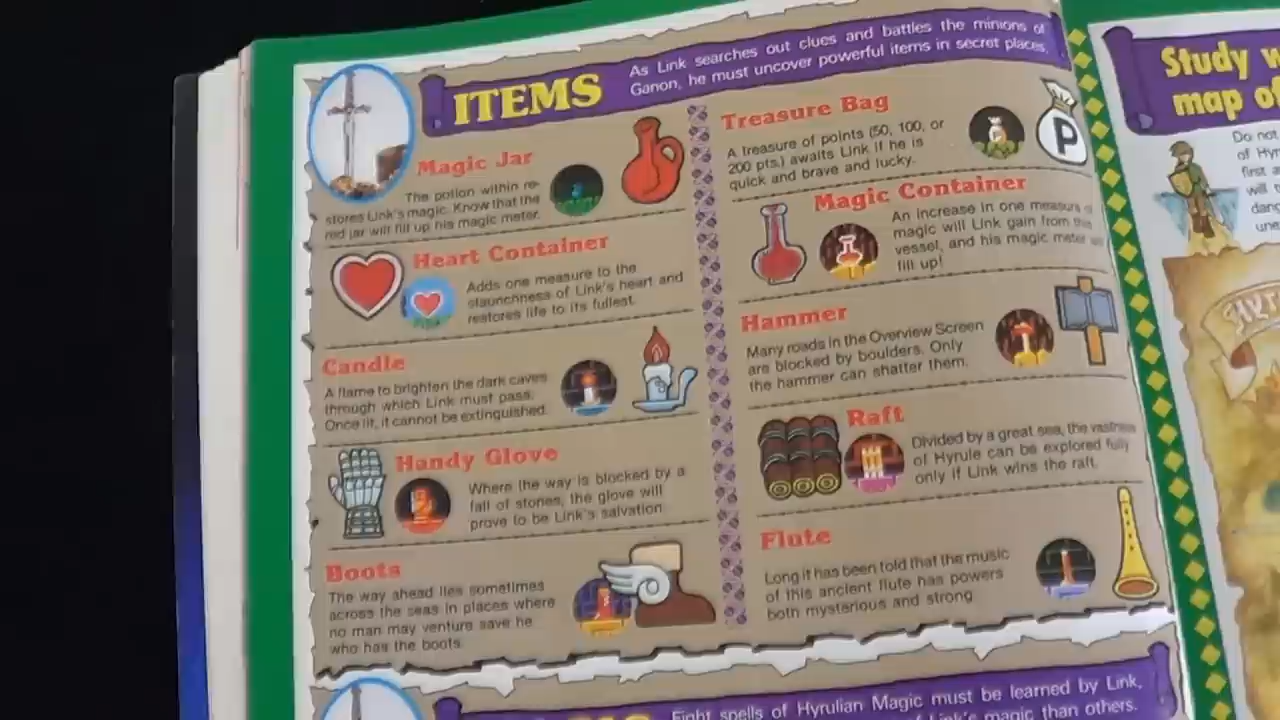 ITEMS
As Link searches out clues and battles the minions of
Ganon, he must uncover powerful items in secret places.
Magic Jar
The potion within re-
stores Link's magic. Know that the
red jar will fill up his magic meter.
Heart Container
Adds one measure to the
staunchness of Link's heart and
restores life to its fullest.
Candle
A flame to brighten the dark caves
through which Link must pass.
Once lit, it cannot be extinguished.
Handy Glove
Where the way is blocked by a
fall of stones, the glove will
prove to be Link's salvation.
Boots
The way ahead lies sometimes
across the seas in places where
no man may venture save he
who has the boots.
Treasure Bag
A treasure of points (50, 100, or
200 pts.) awaits Link if he is
quick and brave and lucky.
P
Magic Container
An increase in one measure of
magic will Link gain from this
vessel, and his magic meter
fill up!
Hammer
Many roads in the Overview Screen
are blocked by boulders. Only
the hammer can shatter them.
Raft
Divided by a great sea, the vastness
of Hyrule can be explored fully
only if Link wins the raft.
Flute
Long it has been told that the music
of this ancient flute has powers
both mysterious and strong.
Eight spells of Hyrulian Magic must be learned by Link,
Link's magic than others.
Study
map of
Do not
of Hyr
first
will
HYR